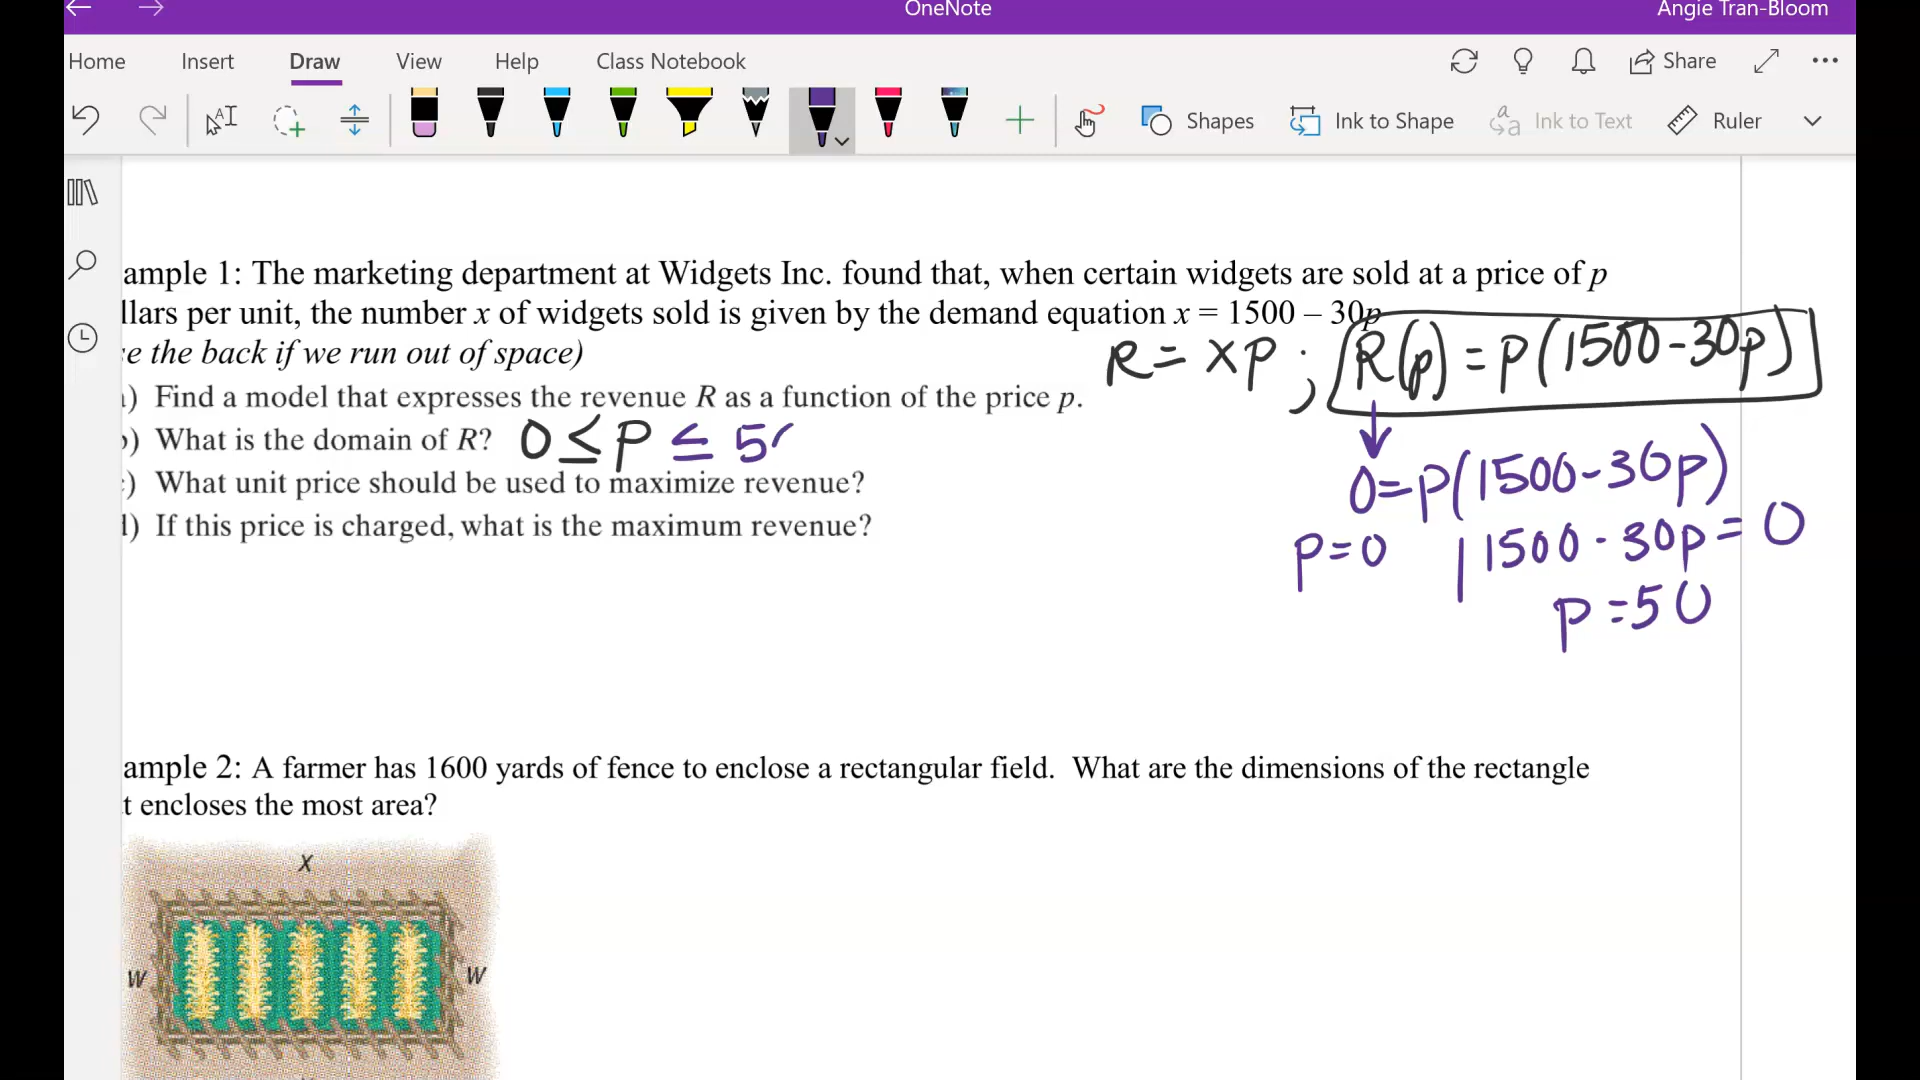 OneNote
Angie Tran-Bloom
Home Insert Draw View Help Class Notebook Share
Shapes Ink to Shape Ink to Text Ruler
ample 1: The marketing department at Widgets Inc. found that, when certain widgets are sold at a price of p
llars per unit, the number x of widgets sold is given by the demand equation x = 1500 – 30p
e the back if we run out of space)
R = xp ; R(p) = p(1500-30p)
) Find a model that expresses the revenue R as a function of the price p.
) What is the domain of R? 0 ≤ p ≤ 5
0=p(1500-30p)
) What unit price should be used to maximize revenue?
) If this price is charged, what is the maximum revenue?
p=0 | 1500-30p=0
p=50
ample 2: A farmer has 1600 yards of fence to enclose a rectangular field. What are the dimensions of the rectangle
t encloses the most area?
x
w w